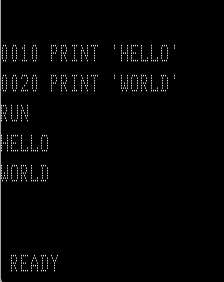 0010 PRINT 'HELLO'
0020 PRINT 'WORLD'
RUN
HELLO
WORLD
READY